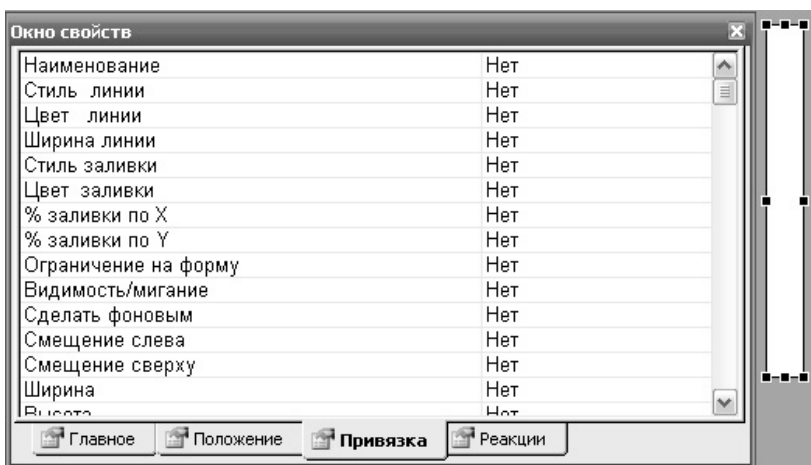 Окно свойств
Наименование Нет
Стиль линии Нет
Цвет линии Нет
Ширина линии Нет
Стиль заливки Нет
Цвет заливки Нет
% заливки по X Нет
% заливки по Y Нет
Ограничение на форму Нет
Видимость/мигание Нет
Сделать фоновым Нет
Смещение слева Нет
Смещение сверху Нет
Ширина Нет
Высота Нет
Главное Положение Привязка Реакции